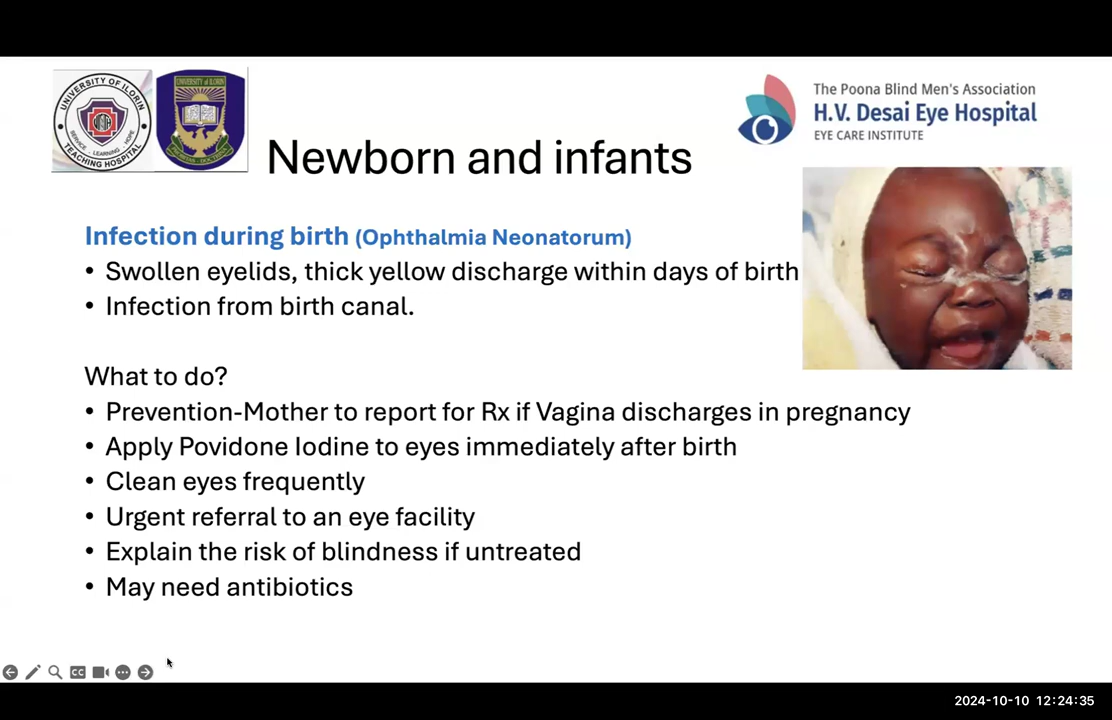 UNIVERSITY OF ILORIN
TEACHING HOSPITAL
SERVICE · LEARNING · HOPE
UNIVERSITY of ILORIN
The Poona Blind Men's Association
H.V. Desai Eye Hospital
EYE CARE INSTITUTE
Newborn and infants
Infection during birth (Ophthalmia Neonatorum)
• Swollen eyelids, thick yellow discharge within days of birth
• Infection from birth canal.
What to do?
• Prevention-Mother to report for Rx if Vagina discharges in pregnancy
• Apply Povidone Iodine to eyes immediately after birth
• Clean eyes frequently
• Urgent referral to an eye facility
• Explain the risk of blindness if untreated
• May need antibiotics
CC
2024-10-10 12:24:35